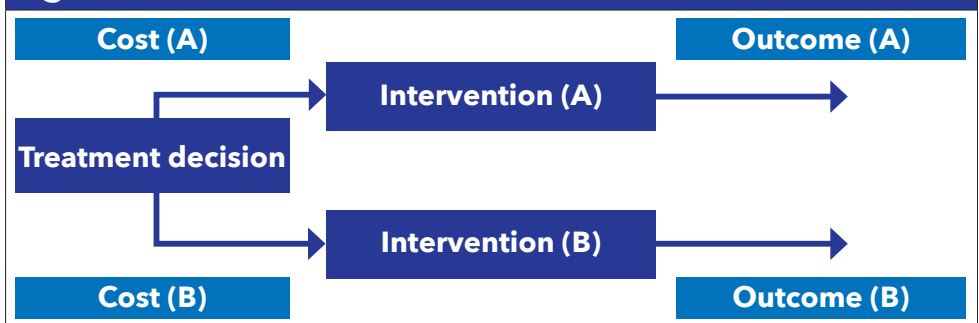 Cost (A)
Outcome (A)
Intervention (A)
Treatment decision
Intervention (B)
Cost (B)
Outcome (B)